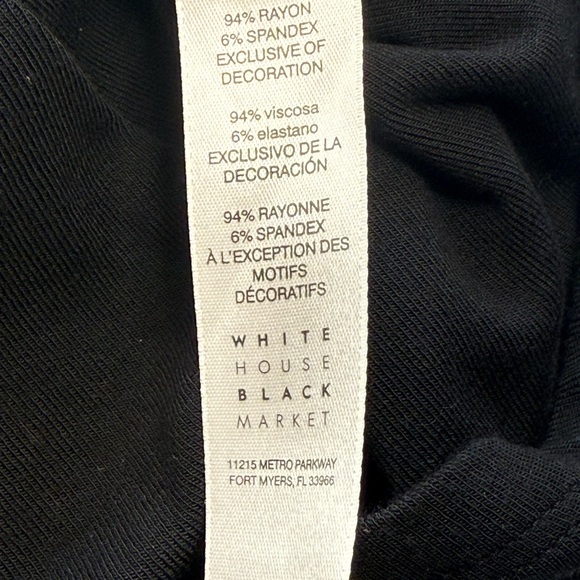 94% RAYON
6% SPANDEX
EXCLUSIVE OF
DECORATION
94% viscosa
6% elastano
EXCLUSIVO DE LA
DECORACIÓN
94% RAYONNE
6% SPANDEX
À L'EXCEPTION DES
MOTIFS
DÉCORATIFS
WHITE
HOUSE
BLACK
MARKET
11215 METRO PARKWAY
FORT MYERS, FL 33966